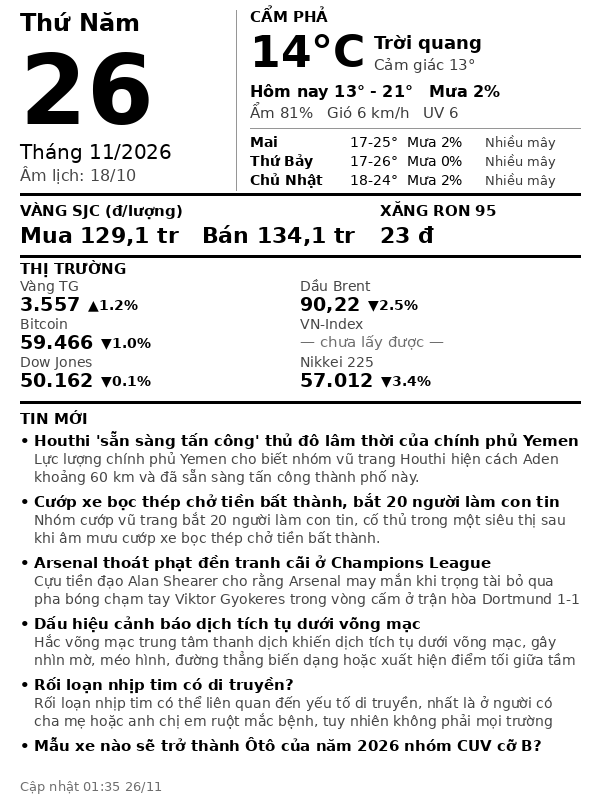 Thứ Năm
26
Tháng 11/2026
Âm lịch: 18/10
CẨM PHẢ
14°C Trời quang
Cảm giác 13°
Hôm nay 13° - 21° Mưa 2%
Ẩm 81% Gió 6 km/h UV 6
Mai 17-25° Mưa 2% Nhiều mây
Thứ Bảy 17-26° Mưa 0% Nhiều mây
Chủ Nhật 18-24° Mưa 2% Nhiều mây
VÀNG SJC (đ/lượng) XĂNG RON 95
Mua 129,1 tr Bán 134,1 tr 23 đ
THỊ TRƯỜNG
Vàng TG Dầu Brent
3.557 ▲1.2% 90,22 ▼2.5%
Bitcoin VN-Index
59.466 ▼1.0% — chưa lấy được —
Dow Jones Nikkei 225
50.162 ▼0.1% 57.012 ▼3.4%
TIN MỚI
• Houthi 'sẵn sàng tấn công' thủ đô lâm thời của chính phủ Yemen
Lực lượng chính phủ Yemen cho biết nhóm vũ trang Houthi hiện cách Aden
khoảng 60 km và đã sẵn sàng tấn công thành phố này.
• Cướp xe bọc thép chở tiền bất thành, bắt 20 người làm con tin
Nhóm cướp vũ trang bắt 20 người làm con tin, cố thủ trong một siêu thị sau
khi âm mưu cướp xe bọc thép chở tiền bất thành.
• Arsenal thoát phạt đền tranh cãi ở Champions League
Cựu tiền đạo Alan Shearer cho rằng Arsenal may mắn khi trọng tài bỏ qua
pha bóng chạm tay Viktor Gyokeres trong vòng cấm ở trận hòa Dortmund 1-1
• Dấu hiệu cảnh báo dịch tích tụ dưới võng mạc
Hắc võng mạc trung tâm thanh dịch khiến dịch tích tụ dưới võng mạc, gây
nhìn mờ, méo hình, đường thẳng biến dạng hoặc xuất hiện điểm tối giữa tầm
• Rối loạn nhịp tim có di truyền?
Rối loạn nhịp tim có thể liên quan đến yếu tố di truyền, nhất là ở người có
cha mẹ hoặc anh chị em ruột mắc bệnh, tuy nhiên không phải mọi trường
• Mẫu xe nào sẽ trở thành Ôtô của năm 2026 nhóm CUV cỡ B?
Cập nhật 01:35 26/11